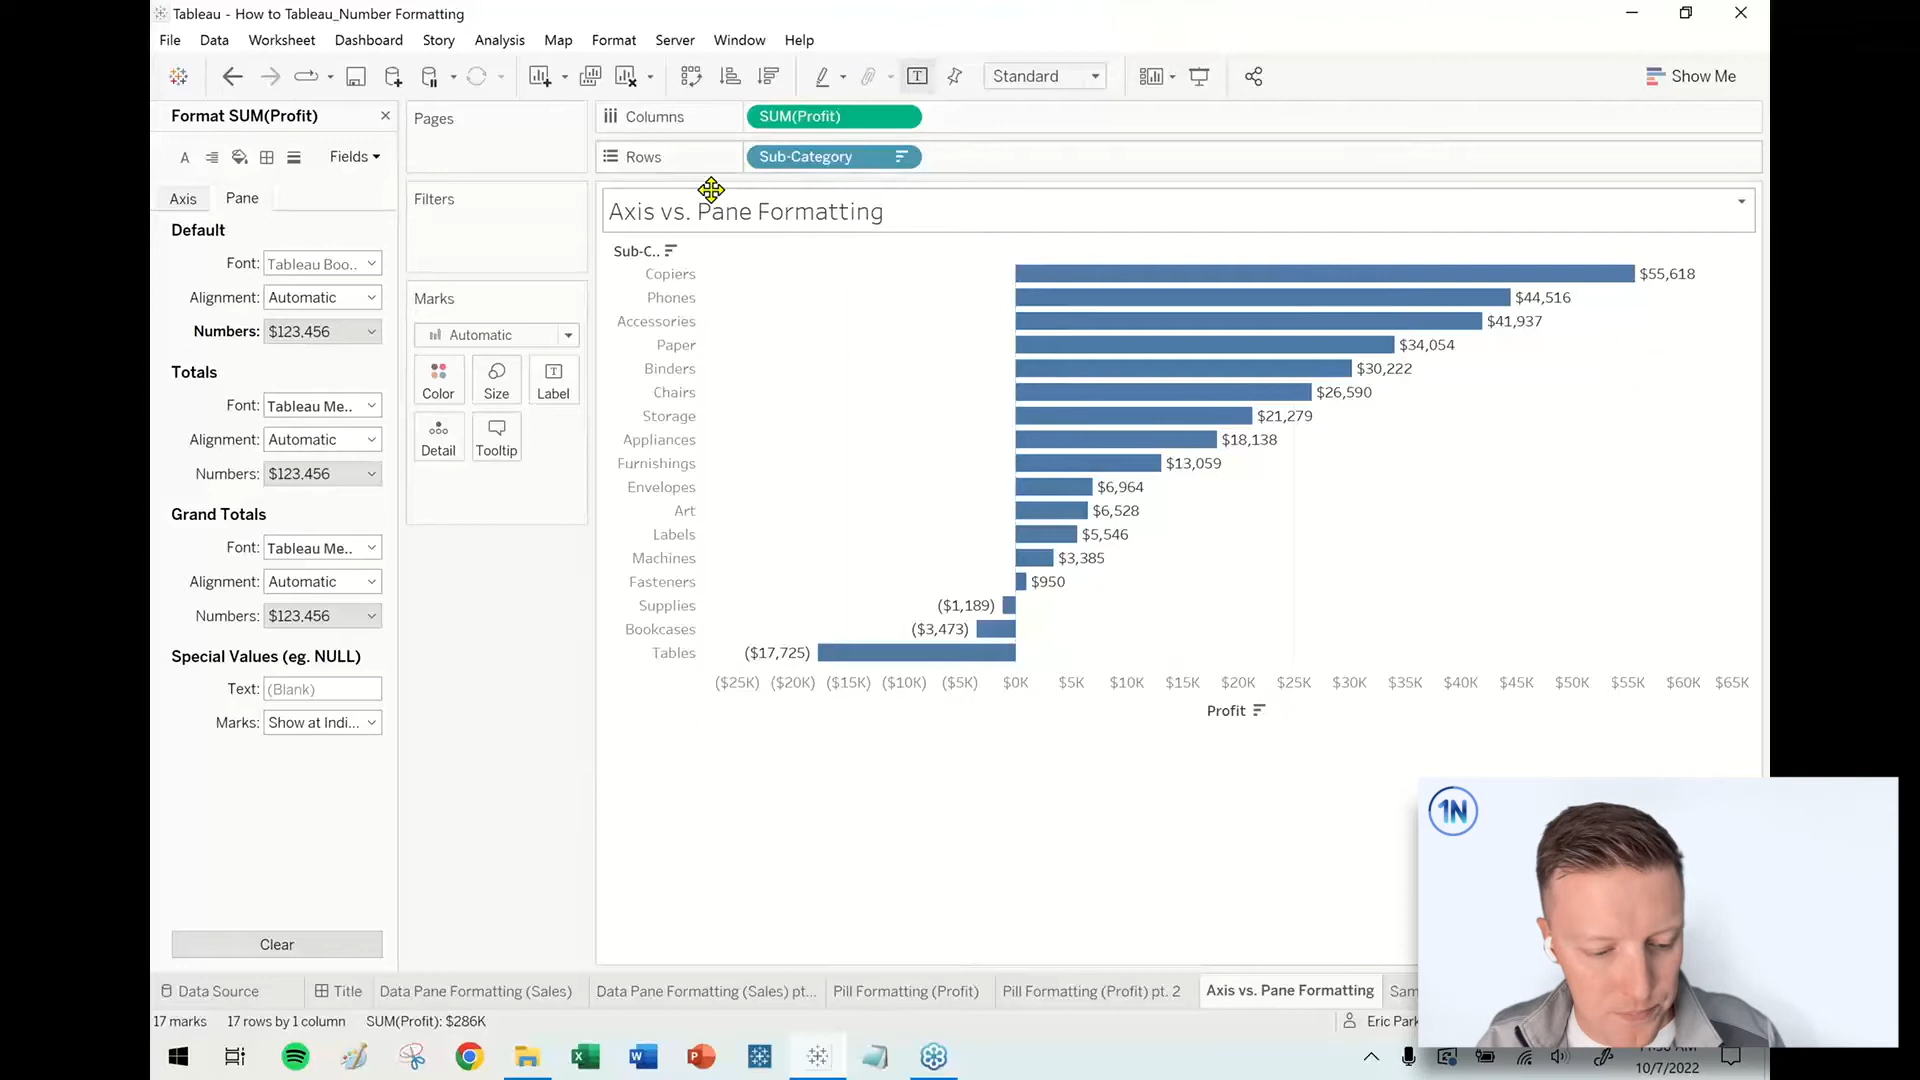 Tableau - How to Tableau_Number Formatting
File Data Worksheet Dashboard Story Analysis Map Format Server Window Help
Standard
Show Me
Format SUM(Profit)
Fields
Axis Pane
Default
Font: Tableau Boo..
Alignment: Automatic
Numbers: $123,456
Totals
Font: Tableau Me..
Alignment: Automatic
Numbers: $123,456
Grand Totals
Font: Tableau Me..
Alignment: Automatic
Numbers: $123,456
Special Values (eg. NULL)
Text: (Blank)
Marks: Show at Indi...
Clear
Pages
Filters
Marks
Automatic
Color Size Label
Detail Tooltip
Columns SUM(Profit)
Rows Sub-Category
Axis vs. Pane Formatting
Sub-C..
Copiers $55,618
Phones $44,516
Accessories $41,937
Paper $34,054
Binders $30,222
Chairs $26,590
Storage $21,279
Appliances $18,138
Furnishings $13,059
Envelopes $6,964
Art $6,528
Labels $5,546
Machines $3,385
Fasteners $950
Supplies ($1,189)
Bookcases ($3,473)
Tables ($17,725)
($25K) ($20K) ($15K) ($10K) ($5K) $0K $5K $10K $15K $20K $25K $30K $35K $40K $45K $50K $55K $60K $65K
Profit
1N
Data Source Title Data Pane Formatting (Sales) Data Pane Formatting (Sales) pt... Pill Formatting (Profit) Pill Formatting (Profit) pt. 2 Axis vs. Pane Formatting Sam
17 marks 17 rows by 1 column SUM(Profit): $286K Eric Park
10/7/2022